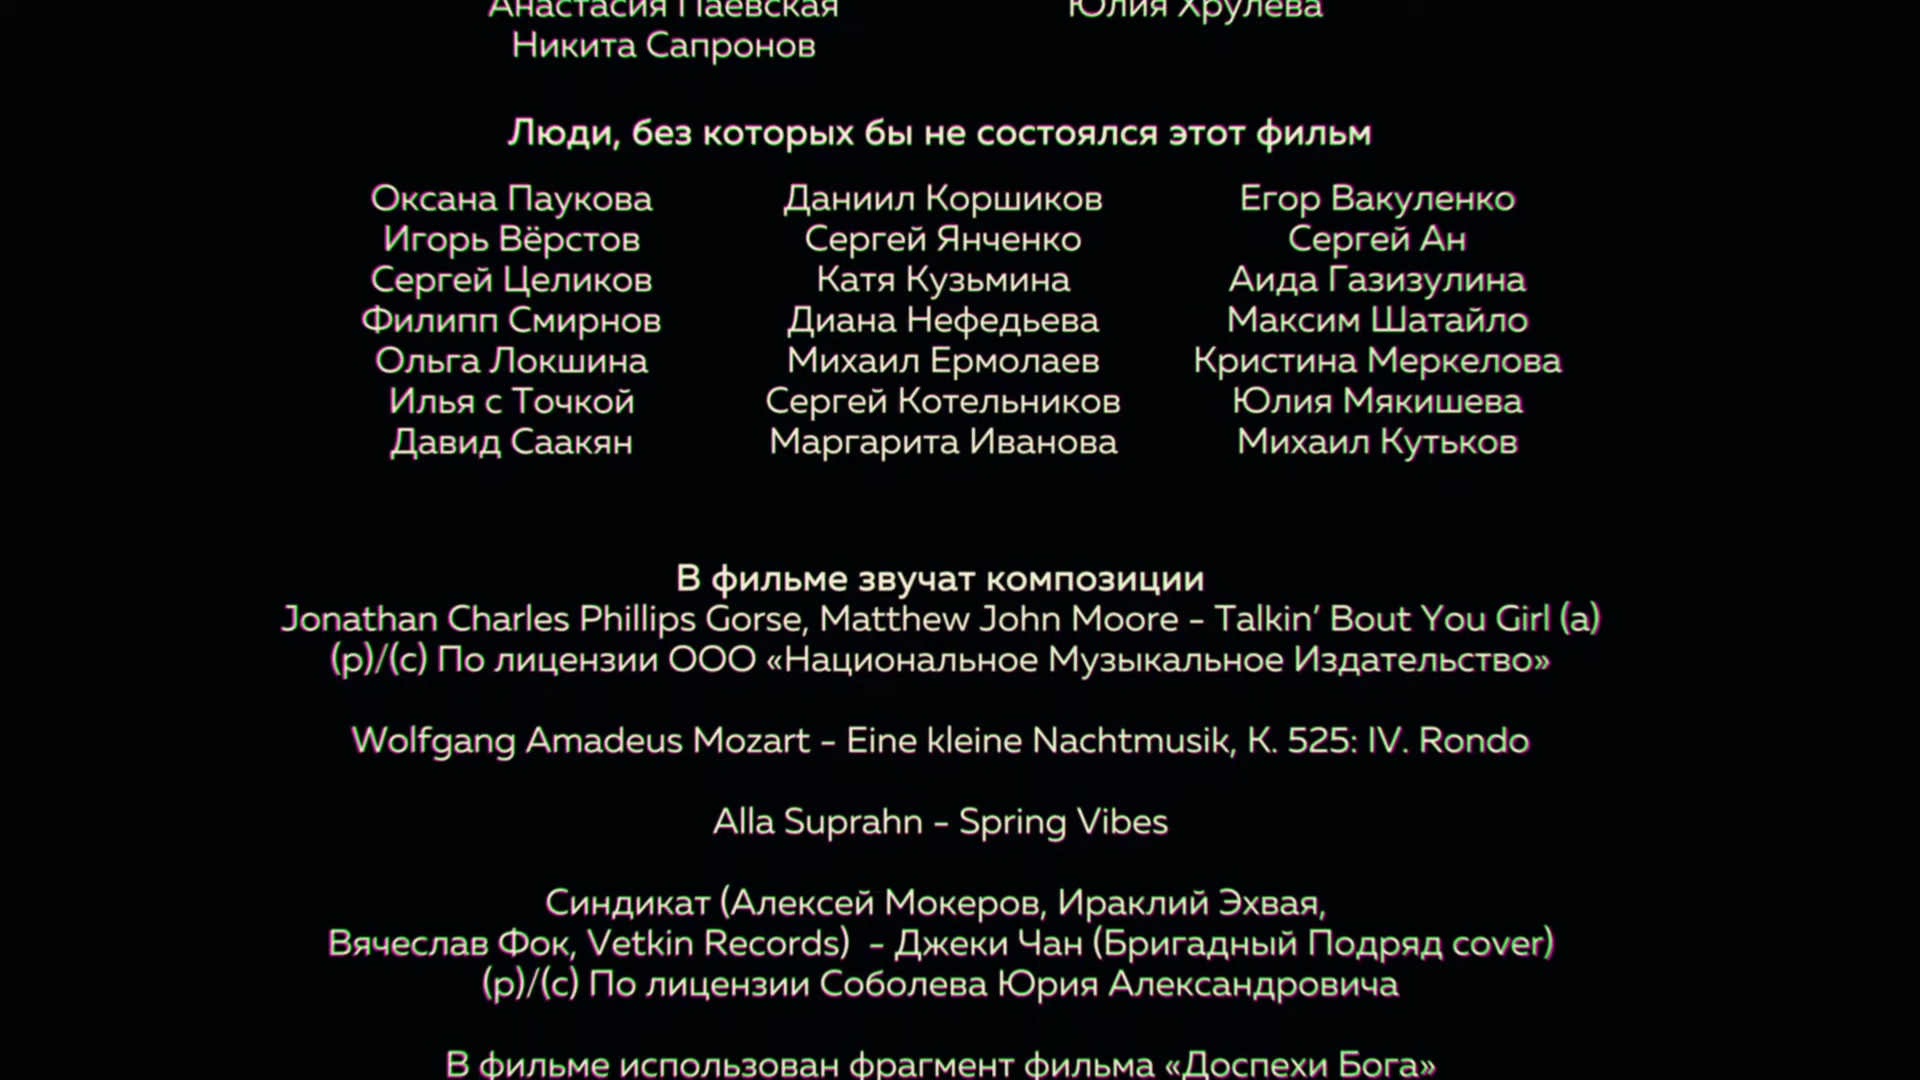 Анастасия Паевская Юлия Хрулёва
Никита Сапронов
Люди, без которых бы не состоялся этот фильм
Оксана Паукова Даниил Коршиков Егор Вакуленко
Игорь Вёрстов Сергей Янченко Сергей Ан
Сергей Целиков Катя Кузьмина Аида Газизулина
Филипп Смирнов Диана Нефедьева Максим Шатайло
Ольга Локшина Михаил Ермолаев Кристина Меркелова
Илья с Точкой Сергей Котельников Юлия Мякишева
Давид Саакян Маргарита Иванова Михаил Кутьков
В фильме звучат композиции
Jonathan Charles Phillips Gorse, Matthew John Moore - Talkin’ Bout You Girl (a)
(p)/(c) По лицензии ООО «Национальное Музыкальное Издательство»
Wolfgang Amadeus Mozart - Eine kleine Nachtmusik, K. 525: IV. Rondo
Alla Suprahn - Spring Vibes
Синдикат (Алексей Мокеров, Ираклий Эхвая,
Вячеслав Фок, Vetkin Records) - Джеки Чан (Бригадный Подряд cover)
(p)/(c) По лицензии Соболева Юрия Александровича
В фильме использован фрагмент фильма «Доспехи Бога»